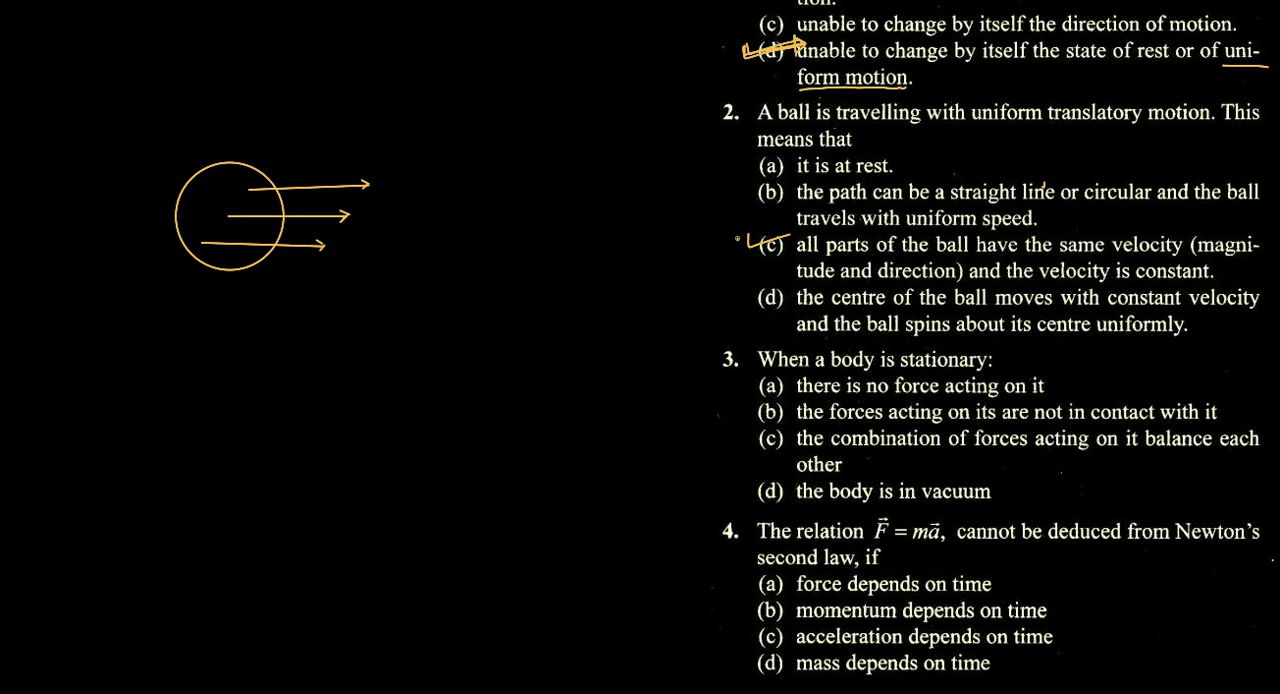 (c) unable to change by itself the direction of motion.
(d) unable to change by itself the state of rest or of uni-
form motion.
2. A ball is travelling with uniform translatory motion. This
means that
(a) it is at rest.
(b) the path can be a straight line or circular and the ball
travels with uniform speed.
(c) all parts of the ball have the same velocity (magni-
tude and direction) and the velocity is constant.
(d) the centre of the ball moves with constant velocity
and the ball spins about its centre uniformly.
3. When a body is stationary:
(a) there is no force acting on it
(b) the forces acting on its are not in contact with it
(c) the combination of forces acting on it balance each
other
(d) the body is in vacuum
4. The relation F⃗ = ma⃗, cannot be deduced from Newton's
second law, if
(a) force depends on time
(b) momentum depends on time
(c) acceleration depends on time
(d) mass depends on time